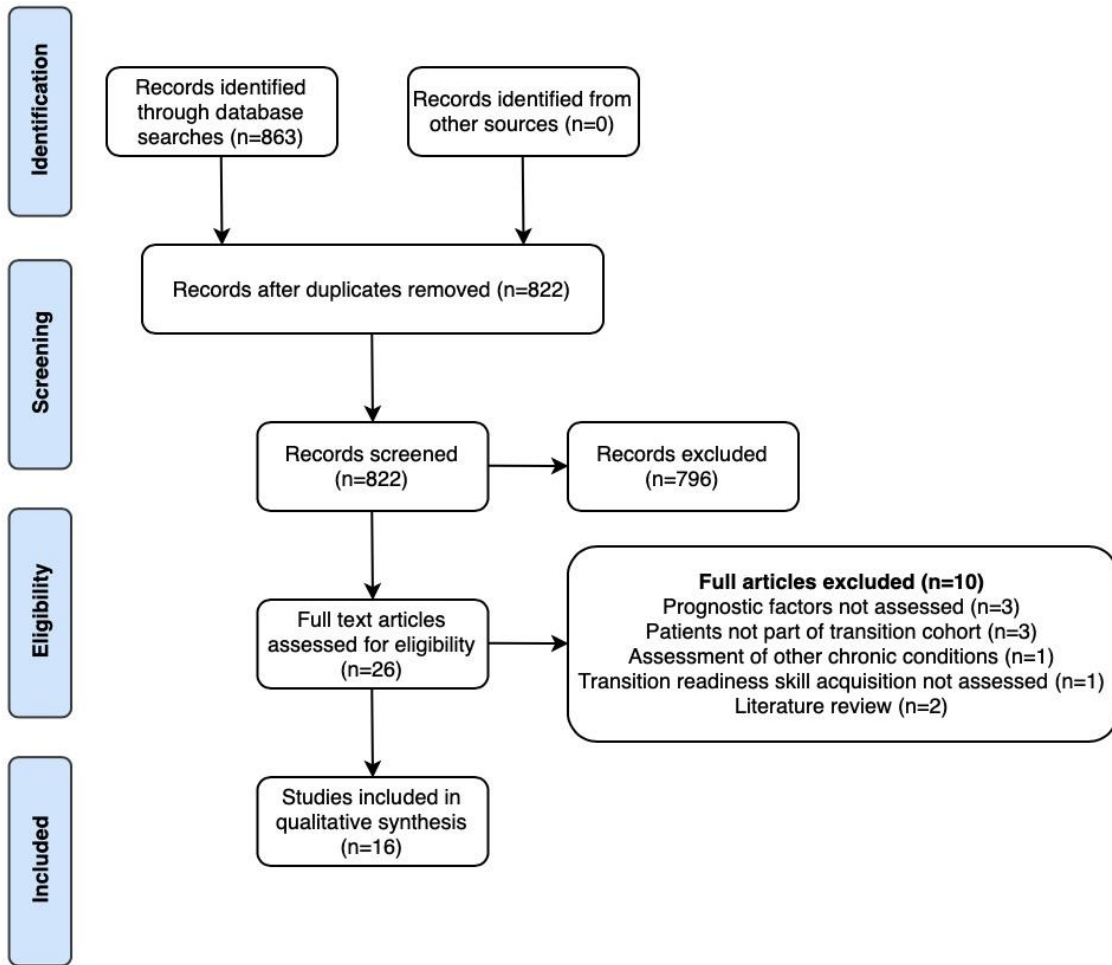 Identification
Records identified
through database
searches (n=863)
Records identified from
other sources (n=0)
Screening
Records after duplicates removed (n=822)
Records screened
(n=822)
Records excluded
(n=796)
Eligibility
Full text articles
assessed for eligibility
(n=26)
Full articles excluded (n=10)
Prognostic factors not assessed (n=3)
Patients not part of transition cohort (n=3)
Assessment of other chronic conditions (n=1)
Transition readiness skill acquisition not assessed (n=1)
Literature review (n=2)
Included
Studies included in
qualitative synthesis
(n=16)